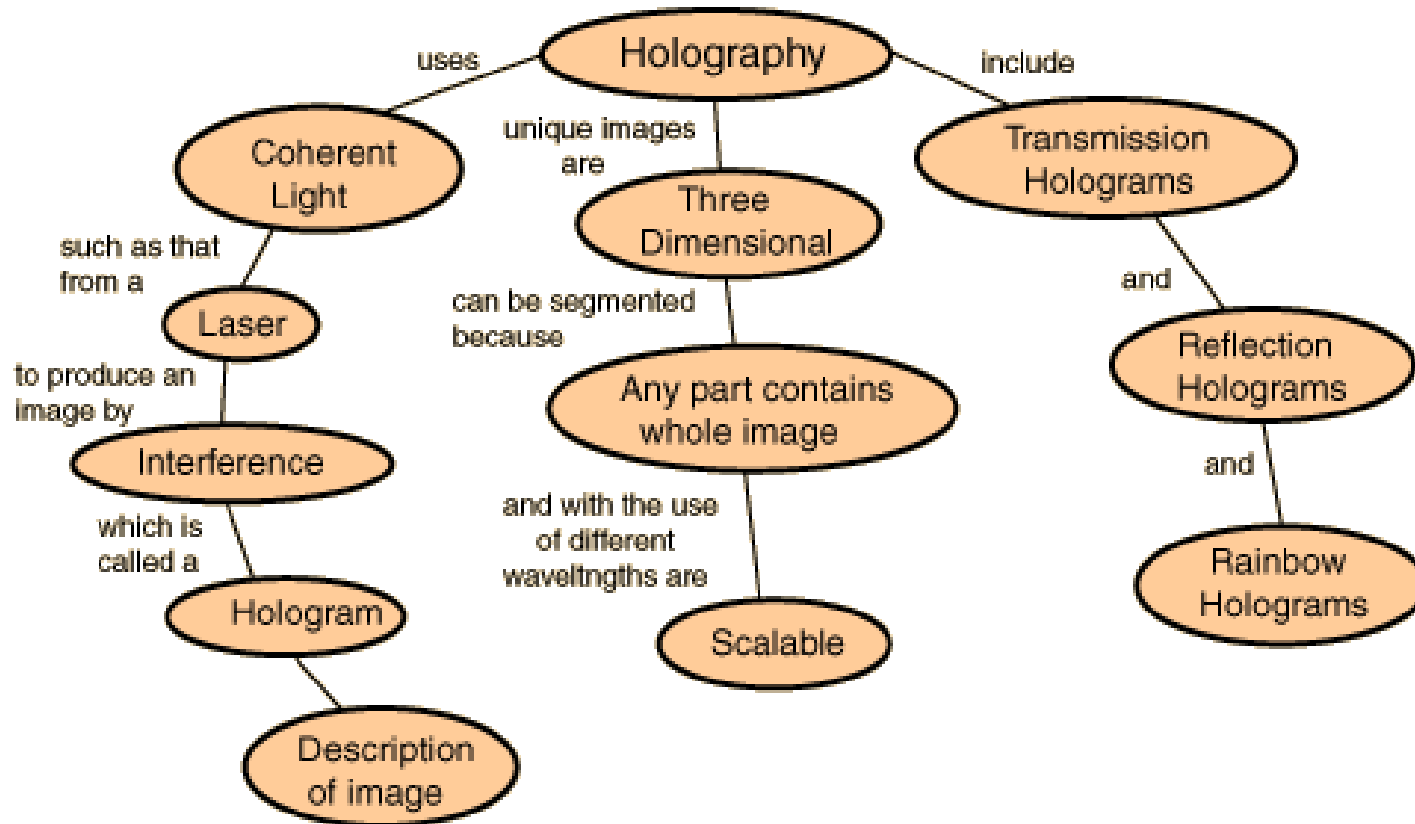 Holography
uses
Coherent
Light
such as that
from a
Laser
to produce an
image by
Interference
which is
called a
Hologram
Description
of image
unique images
are
Three
Dimensional
can be segmented
because
Any part contains
whole image
and with the use
of different
waveltngths are
Scalable
include
Transmission
Holograms
and
Reflection
Holograms
and
Rainbow
Holograms